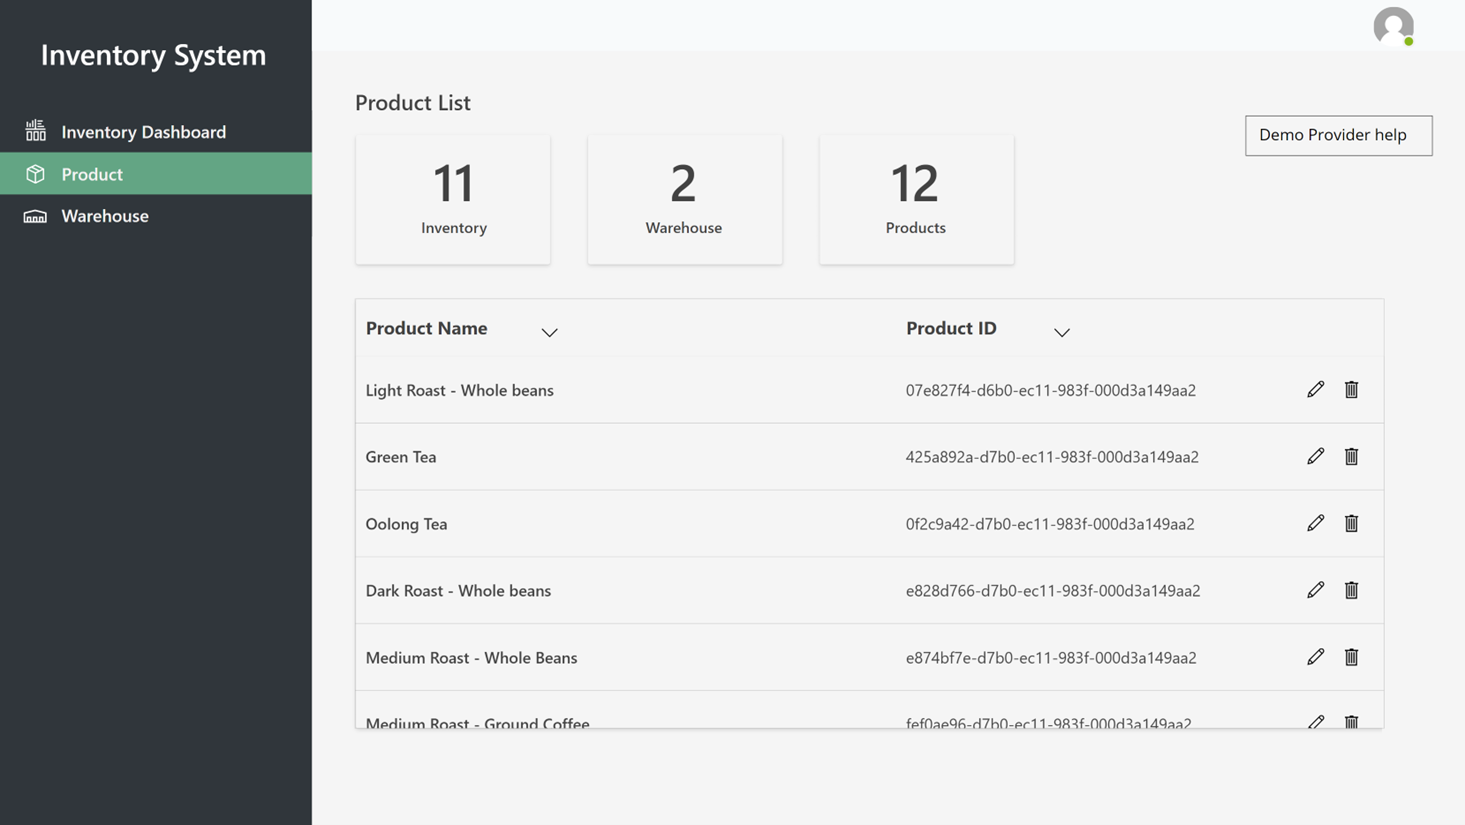 Inventory System
Inventory Dashboard
Product
Warehouse
Product List
Demo Provider help
11
Inventory
2
Warehouse
12
Products
Product Name Product ID
Light Roast - Whole beans 07e827f4-d6b0-ec11-983f-000d3a149aa2
Green Tea 425a892a-d7b0-ec11-983f-000d3a149aa2
Oolong Tea 0f2c9a42-d7b0-ec11-983f-000d3a149aa2
Dark Roast - Whole beans e828d766-d7b0-ec11-983f-000d3a149aa2
Medium Roast - Whole Beans e874bf7e-d7b0-ec11-983f-000d3a149aa2
Medium Roast - Ground Coffee fef0ae96-d7b0-ec11-983f-000d3a149aa2